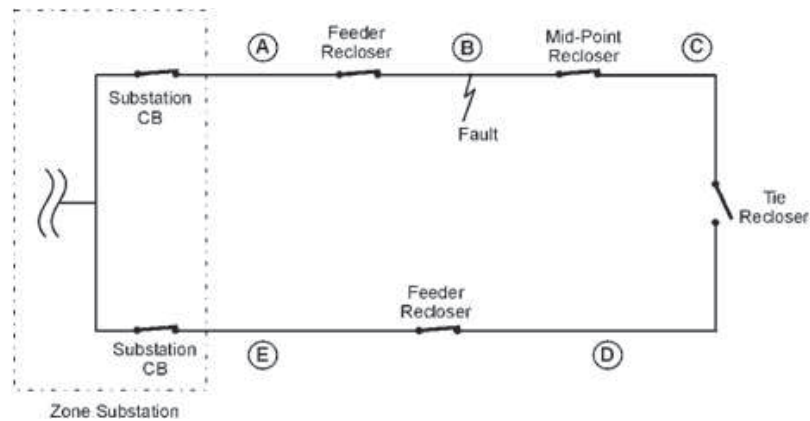 A
Feeder
Recloser
B
Mid-Point
Recloser
C
Substation
CB
Fault
Tie
Recloser
Feeder
Recloser
Substation
CB
E
D
Zone Substation